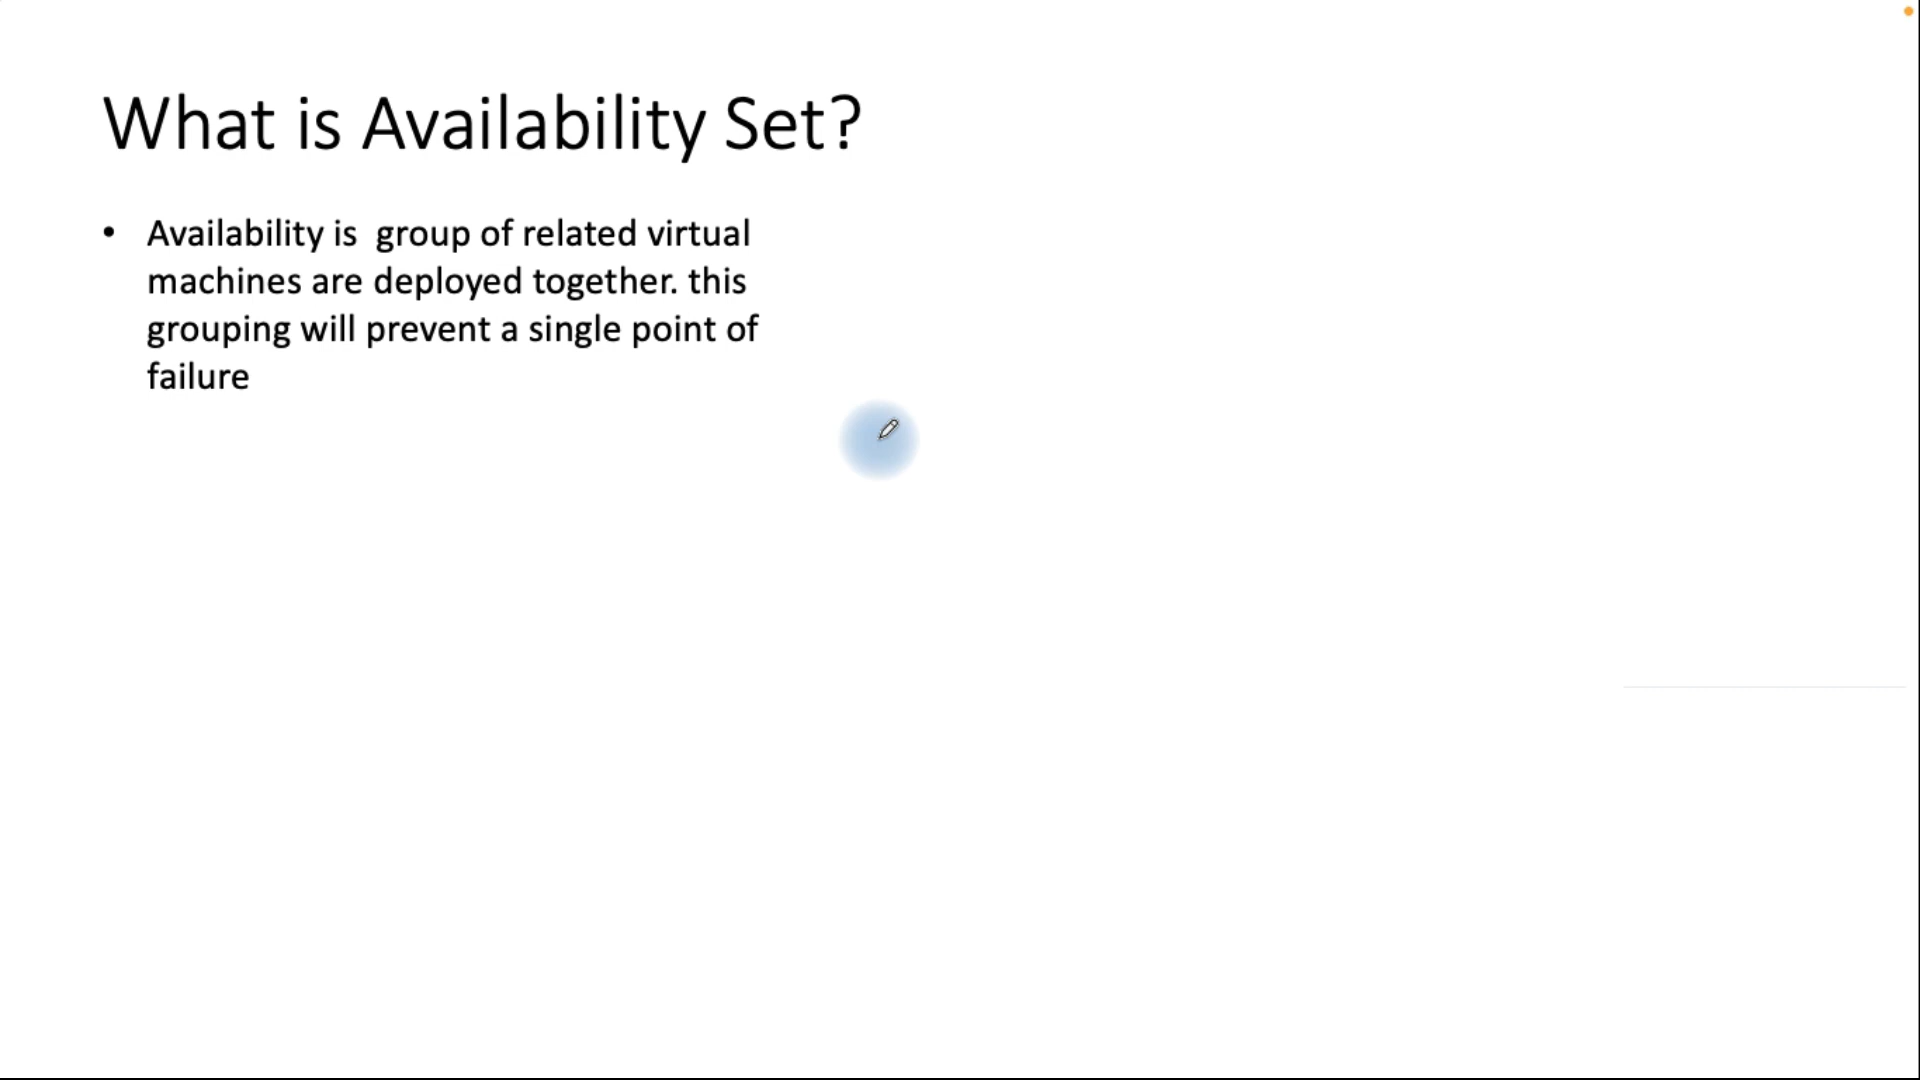 What is Availability Set?
• Availability is  group of related virtual
machines are deployed together. this
grouping will prevent a single point of
failure